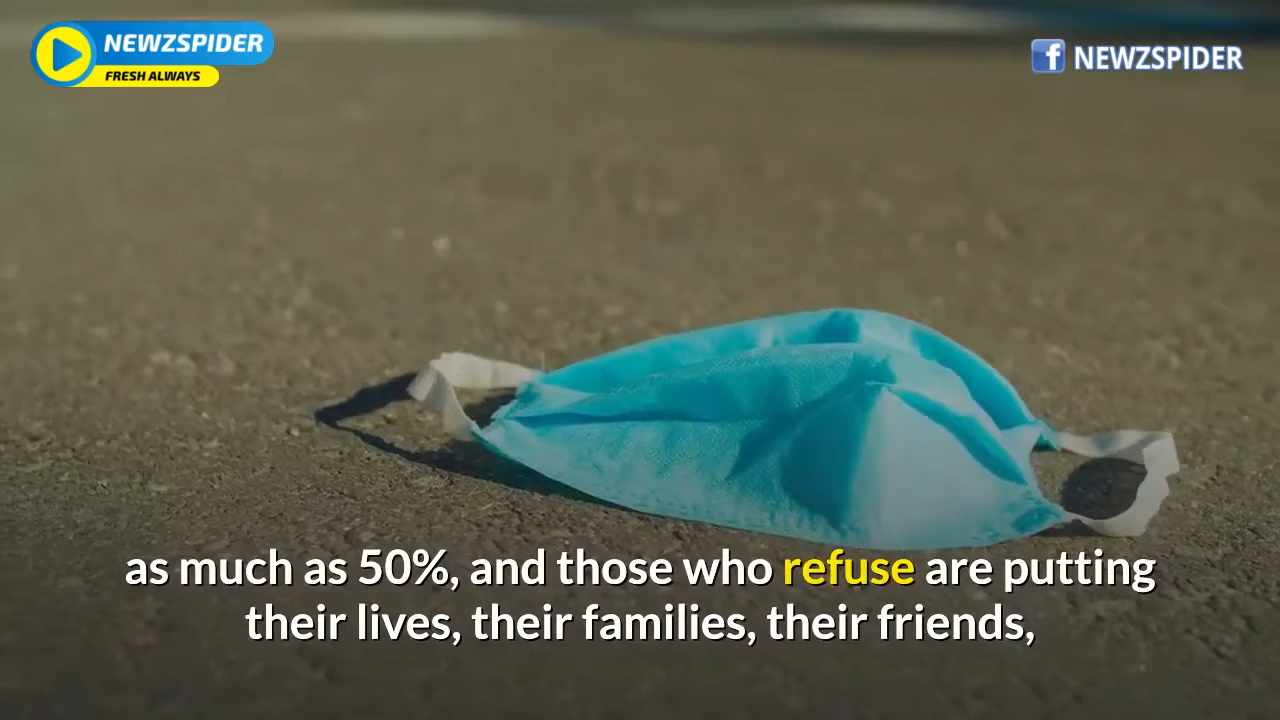 NEWZSPIDER
FRESH ALWAYS
f NEWZSPIDER
as much as 50%, and those who refuse are putting
their lives, their families, their friends,